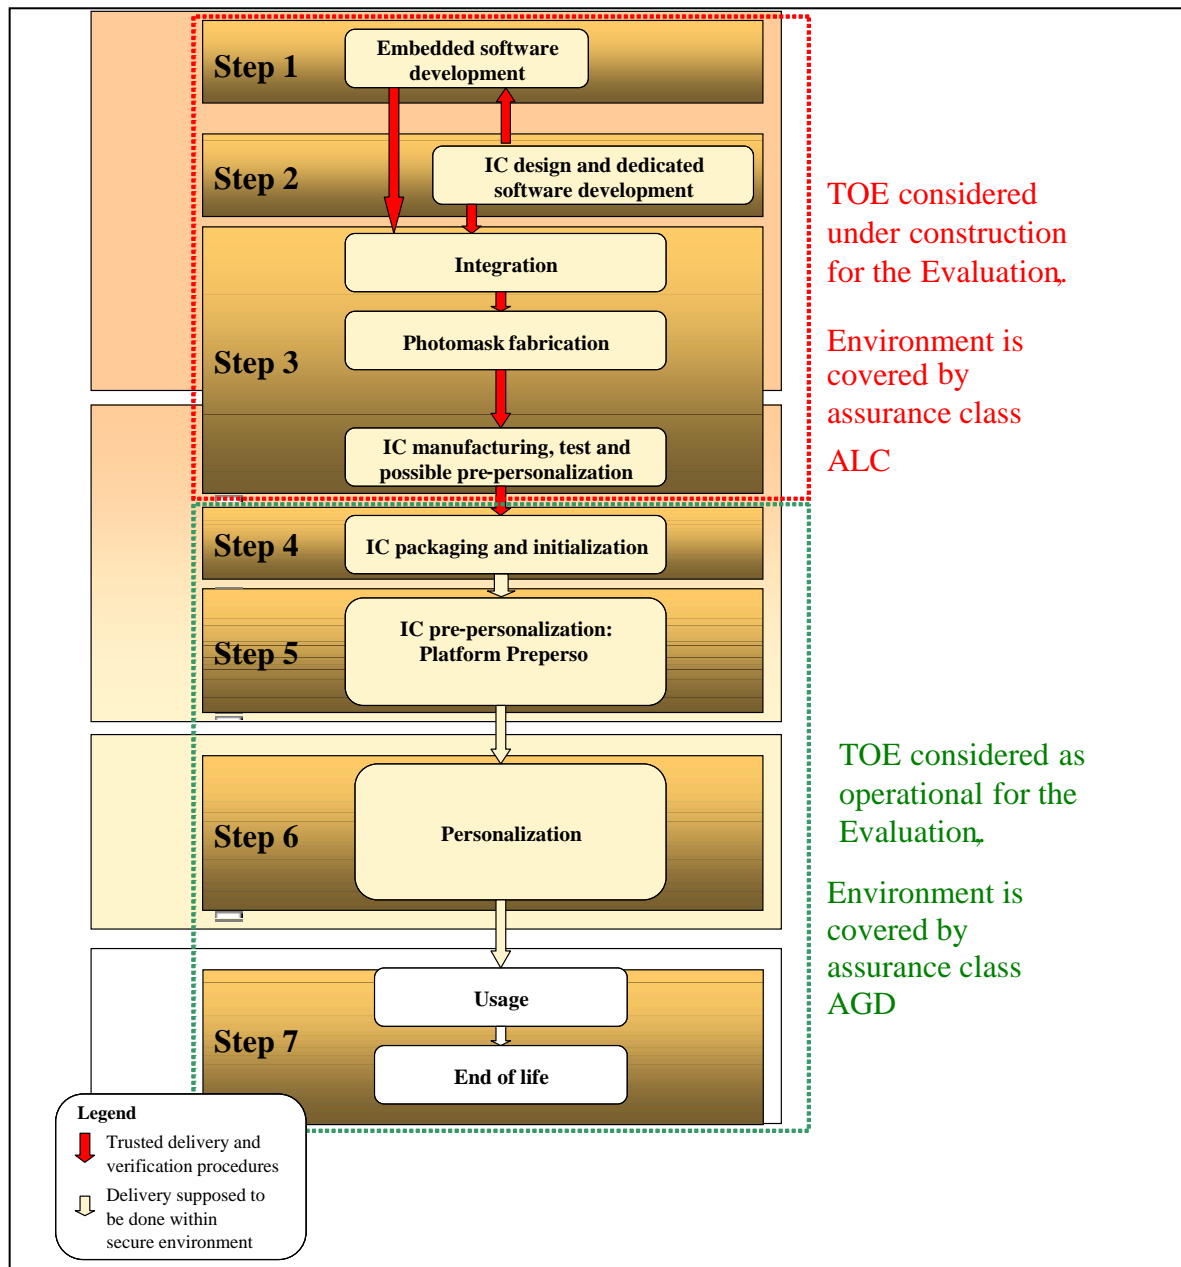 Step 1
Embedded software
development
Step 2
IC design and dedicated
software development
Step 3
Integration
Photomask fabrication
IC manufacturing, test and
possible pre-personalization
Step 4
IC packaging and initialization
Step 5
IC pre-personalization:
Platform Preperso
Step 6
Personalization
Step 7
Usage
End of life
TOE considered
under construction
for the Evaluation,.
Environment is
covered by
assurance class
ALC
TOE considered as
operational for the
Evaluation,.
Environment is
covered by
assurance class
AGD
Legend
Trusted delivery and
verification procedures
Delivery supposed to
be done within
secure environment